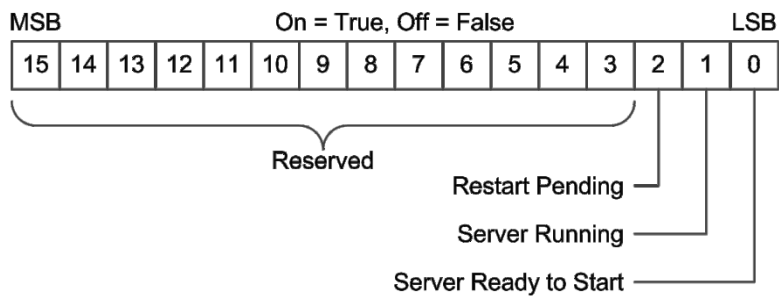 MSB On = True, Off = False LSB
15 14 13 12 11 10 9 8 7 6 5 4 3 2 1 0
Reserved
Restart Pending
Server Running
Server Ready to Start